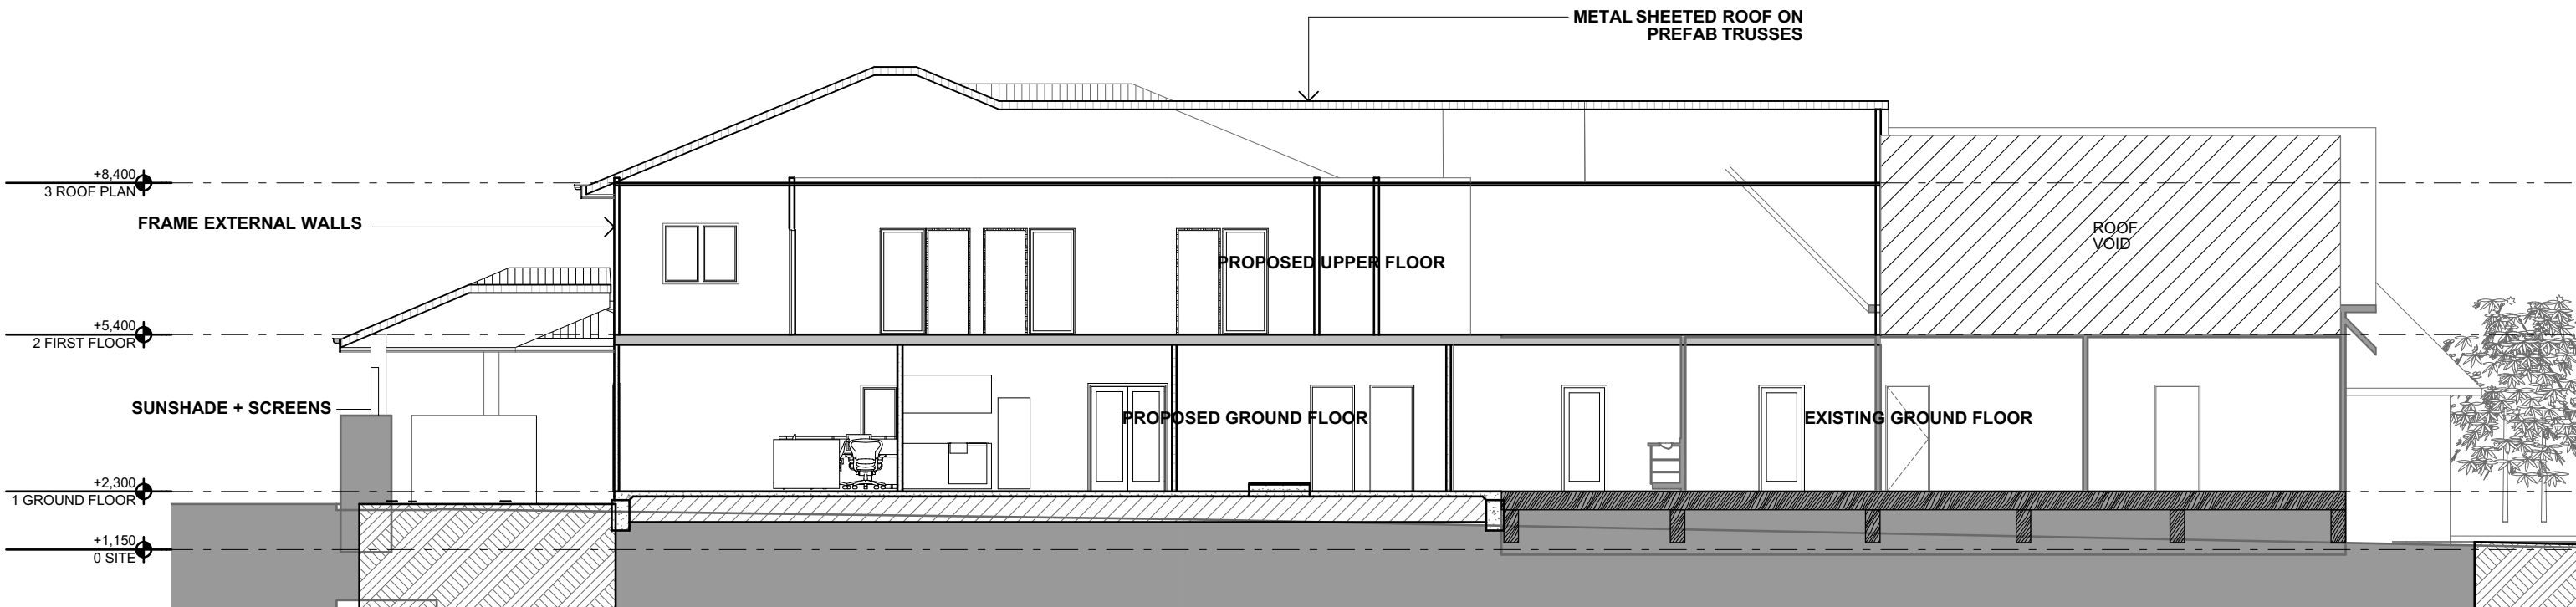 METAL SHEETED ROOF ON
PREFAB TRUSSES
+8,400
3 ROOF PLAN
FRAME EXTERNAL WALLS
ROOF
VOID
PROPOSED UPPER FLOOR
+5,400
2 FIRST FLOOR
SUNSHADE + SCREENS
PROPOSED GROUND FLOOR
EXISTING GROUND FLOOR
+2,300
1 GROUND FLOOR
+1,150
0 SITE